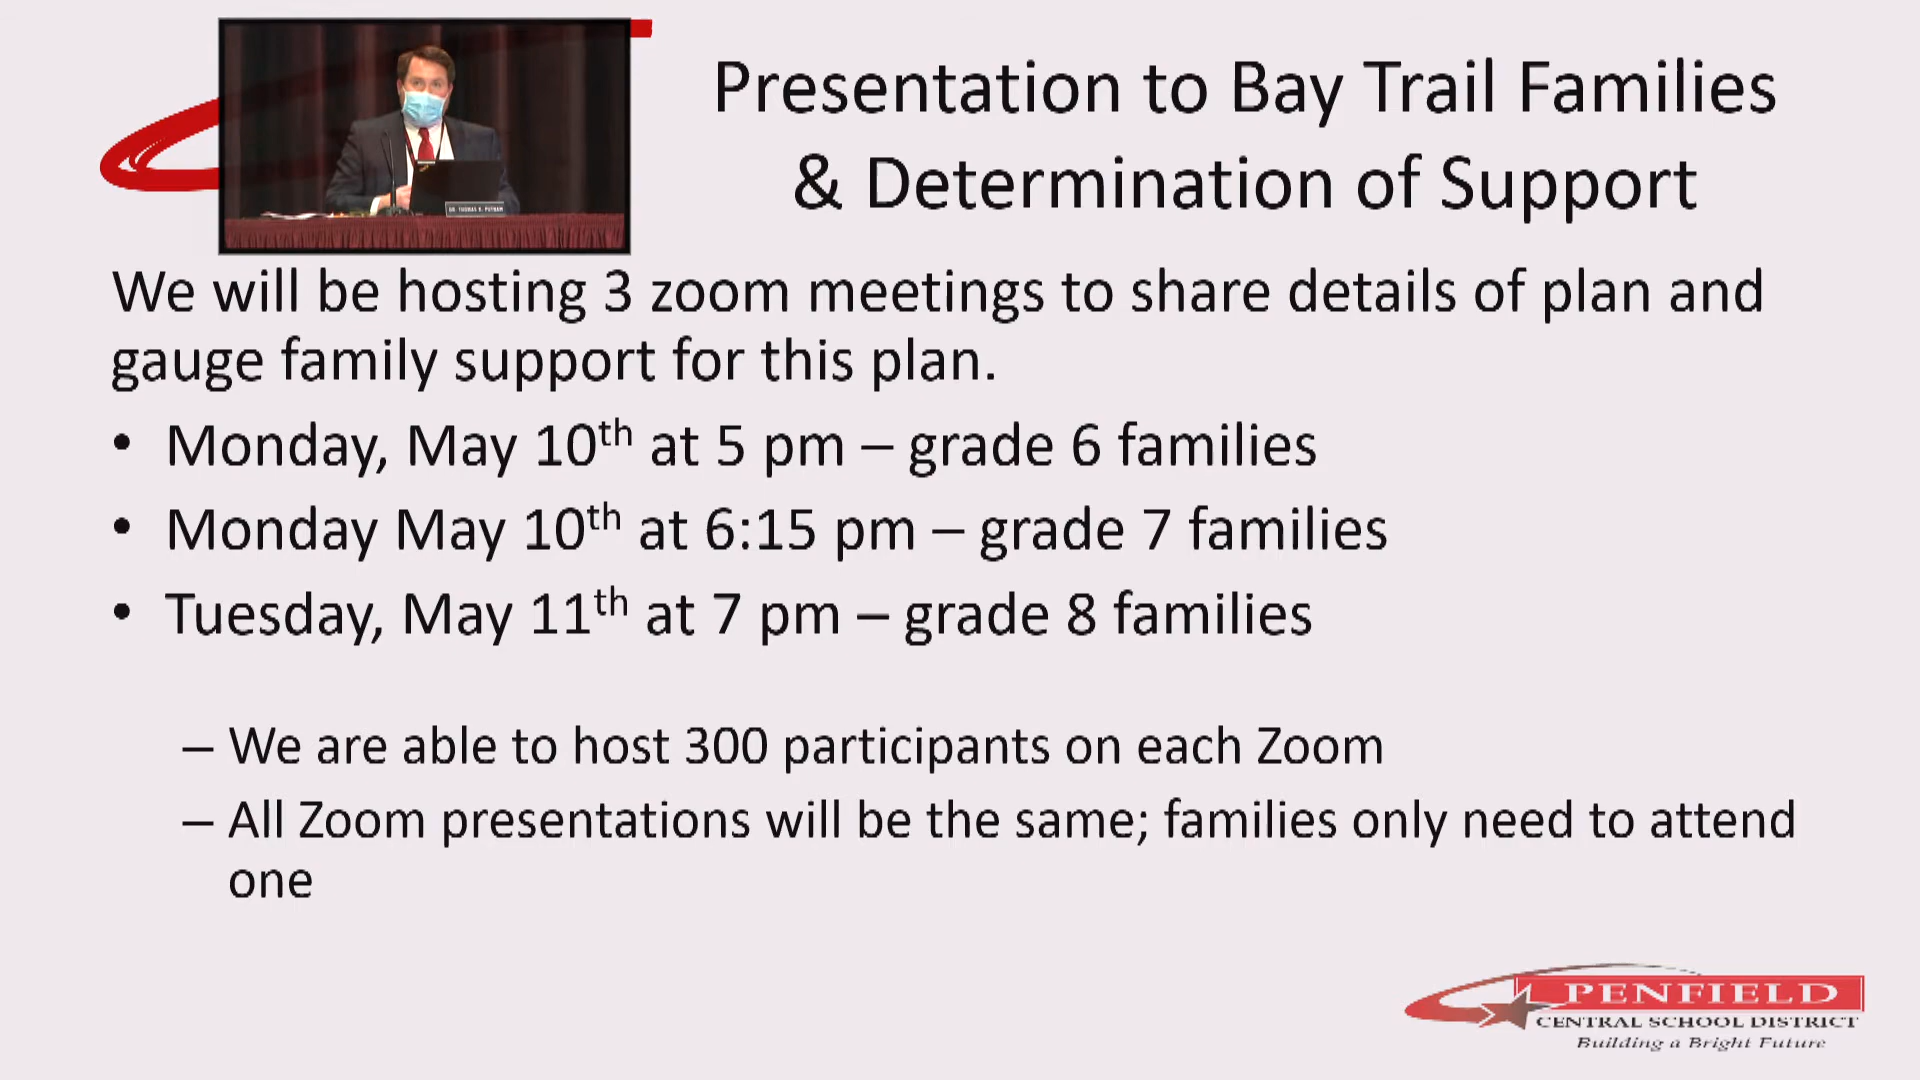 Presentation to Bay Trail Families
& Determination of Support
DR. THOMAS K. PUTNAM
We will be hosting 3 zoom meetings to share details of plan and
gauge family support for this plan.
• Monday, May 10th at 5 pm – grade 6 families
• Monday May 10th at 6:15 pm – grade 7 families
• Tuesday, May 11th at 7 pm – grade 8 families
– We are able to host 300 participants on each Zoom
– All Zoom presentations will be the same; families only need to attend
one
PENFIELD
CENTRAL SCHOOL DISTRICT
Building a Bright Future